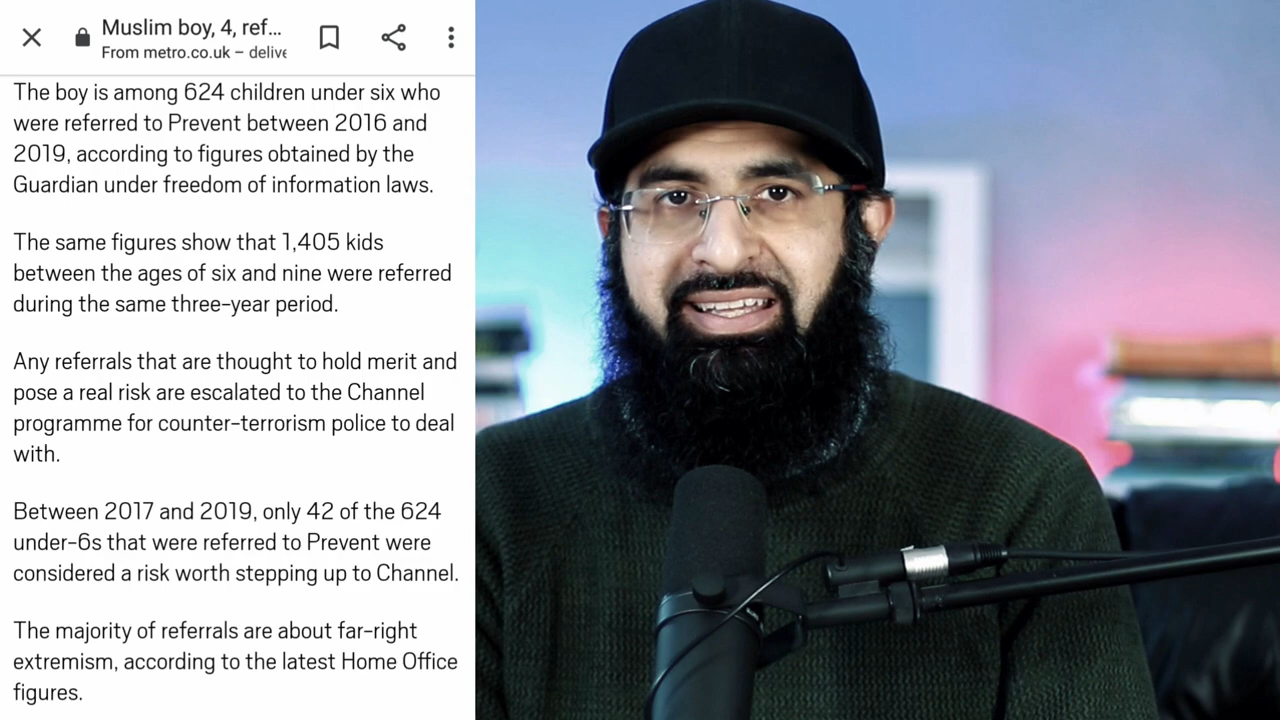 Muslim boy, 4, ref...
From metro.co.uk – delive
The boy is among 624 children under six who
were referred to Prevent between 2016 and
2019, according to figures obtained by the
Guardian under freedom of information laws.
The same figures show that 1,405 kids
between the ages of six and nine were referred
during the same three-year period.
Any referrals that are thought to hold merit and
pose a real risk are escalated to the Channel
programme for counter-terrorism police to deal
with.
Between 2017 and 2019, only 42 of the 624
under-6s that were referred to Prevent were
considered a risk worth stepping up to Channel.
The majority of referrals are about far-right
extremism, according to the latest Home Office
figures.